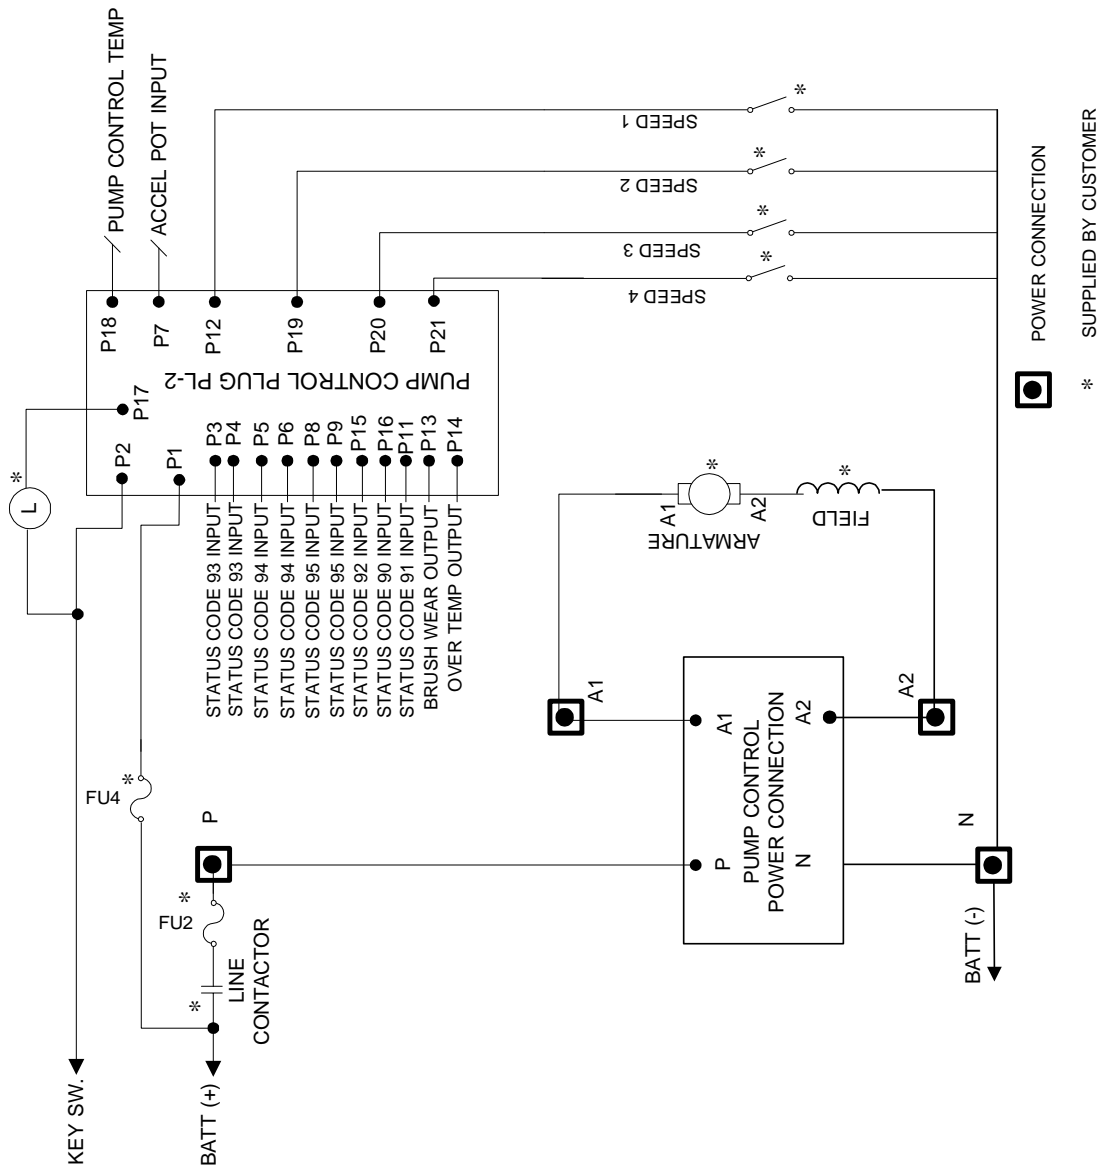 KEY SW.
BATT (+)
LINE
CONTACTOR
*
FU2
*
P
FU4
*
L
*
P2
P17
P1
PUMP CONTROL PLUG PL-2
P18
PUMP CONTROL TEMP
P7
ACCEL POT INPUT
P12
P19
P20
P21
STATUS CODE 93 INPUT P3
STATUS CODE 93 INPUT P4
STATUS CODE 94 INPUT P5
STATUS CODE 94 INPUT P6
STATUS CODE 95 INPUT P8
STATUS CODE 95 INPUT P9
STATUS CODE 92 INPUT P15
STATUS CODE 90 INPUT P16
STATUS CODE 91 INPUT P11
BRUSH WEAR OUTPUT P13
OVER TEMP OUTPUT P14
SPEED 1
*
SPEED 2
*
SPEED 3
*
SPEED 4
*
A1
A1
ARMATURE
A1
*
A2
FIELD
*
PUMP CONTROL
POWER CONNECTION
P
N
A2
A2
BATT (-)
N
POWER CONNECTION
* SUPPLIED BY CUSTOMER